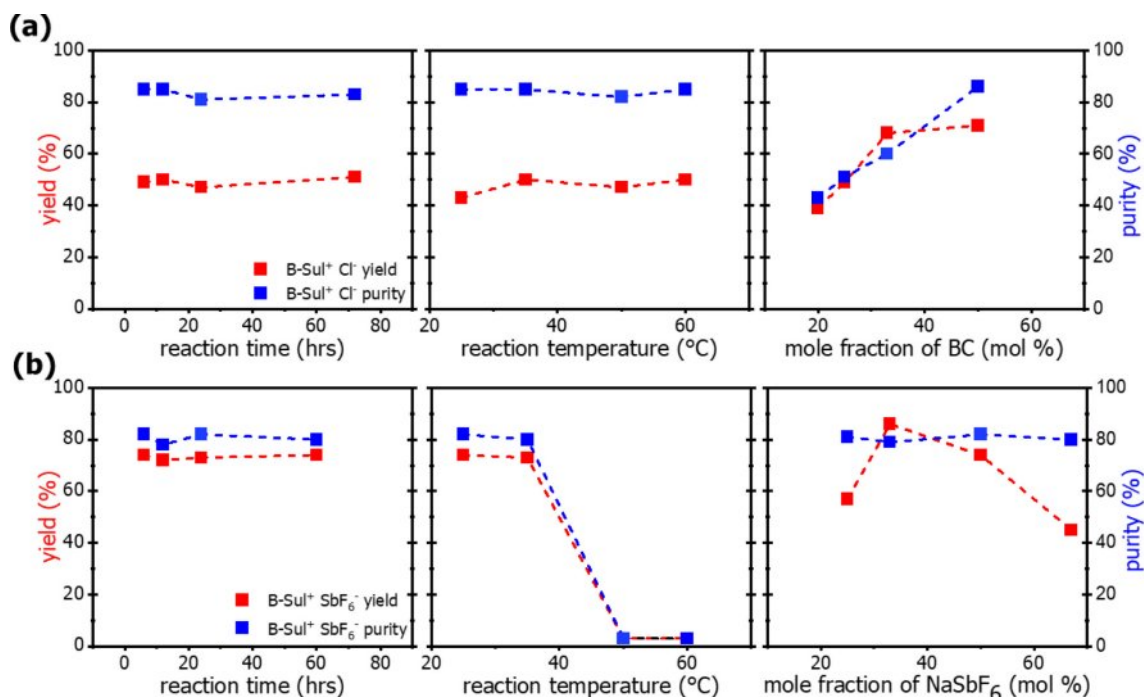 (a)
100
80
60
40
20
0
yield (%)
B-Sul⁺ Cl⁻ yield
B-Sul⁺ Cl⁻ purity
0 20 40 60 80
reaction time (hrs)
20 40 60
reaction temperature (°C)
20 40 60
mole fraction of BC (mol %)
100
80
60
40
20
0
purity (%)
(b)
100
80
60
40
20
0
yield (%)
B-Sul⁺ SbF₆⁻ yield
B-Sul⁺ SbF₆⁻ purity
0 20 40 60 80
reaction time (hrs)
20 40 60
reaction temperature (°C)
20 40 60
mole fraction of NaSbF₆ (mol %)
100
80
60
40
20
0
purity (%)